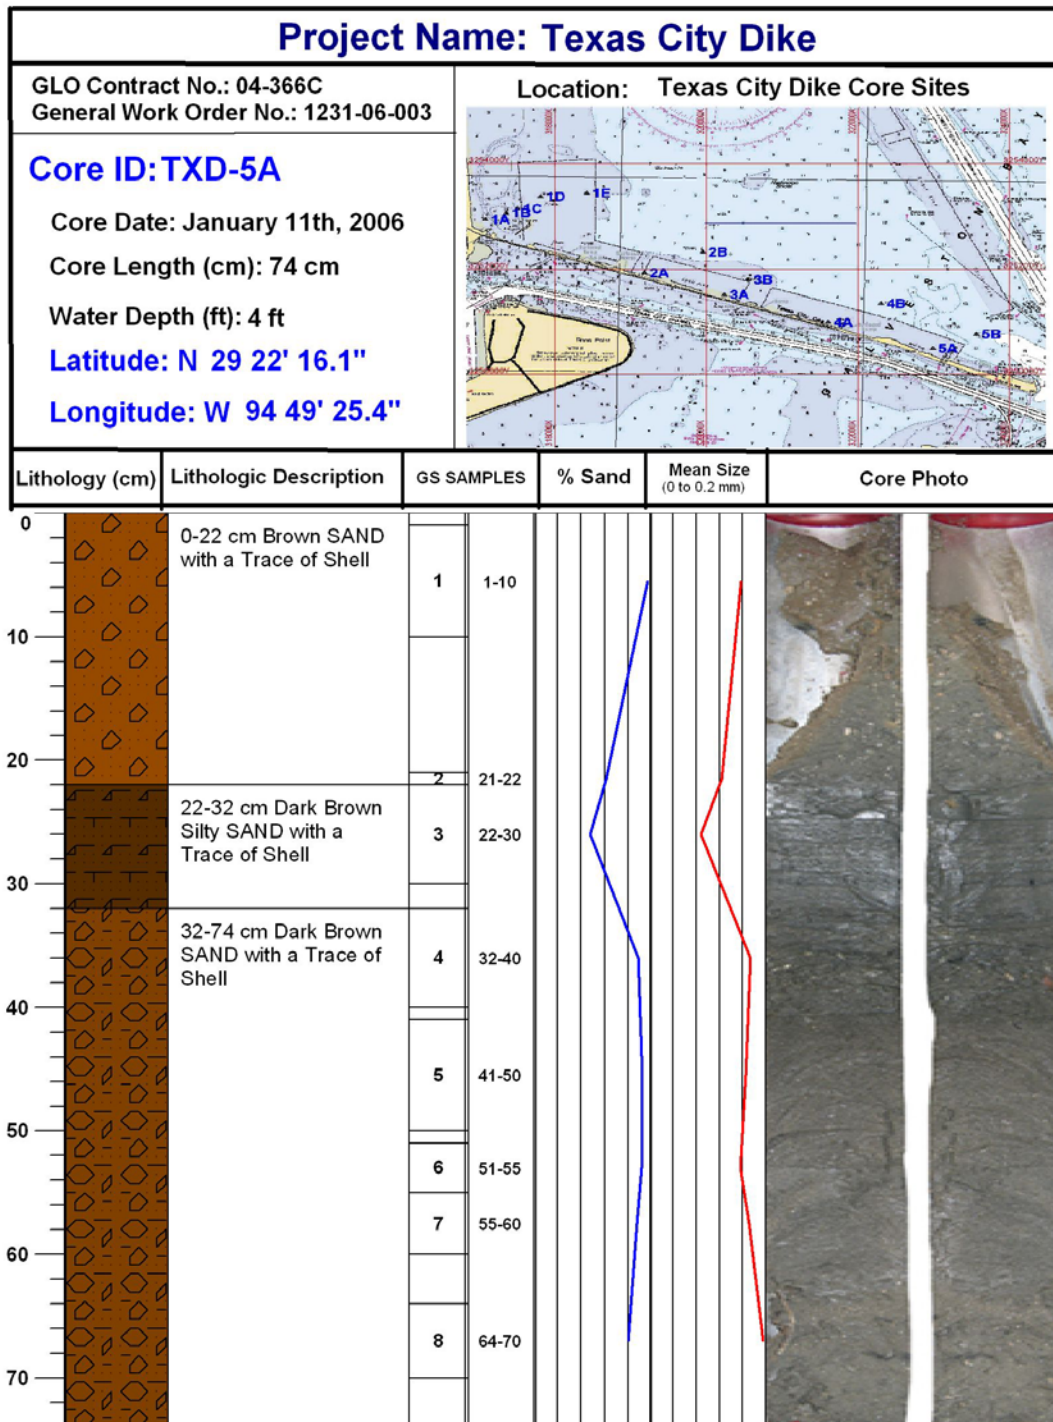 Project Name: Texas City Dike
GLO Contract No.: 04-366C
General Work Order No.: 1231-06-003
Core ID: TXD-5A
Core Date: January 11th, 2006
Core Length (cm): 74 cm
Water Depth (ft): 4 ft
Latitude: N 29 22' 16.1"
Longitude: W 94 49' 25.4"
Location: Texas City Dike Core Sites
1A
1B
1C
1D
1E
2A
2B
3A
3B
4A
4B
5A
5B
Lithology (cm)
Lithologic Description
GS SAMPLES
% Sand
Mean Size
(0 to 0.2 mm)
Core Photo
0
10
20
30
40
50
60
70
0-22 cm Brown SAND
with a Trace of Shell
22-32 cm Dark Brown
Silty SAND with a
Trace of Shell
32-74 cm Dark Brown
SAND with a Trace of
Shell
1 1-10
2 21-22
3 22-30
4 32-40
5 41-50
6 51-55
7 55-60
8 64-70